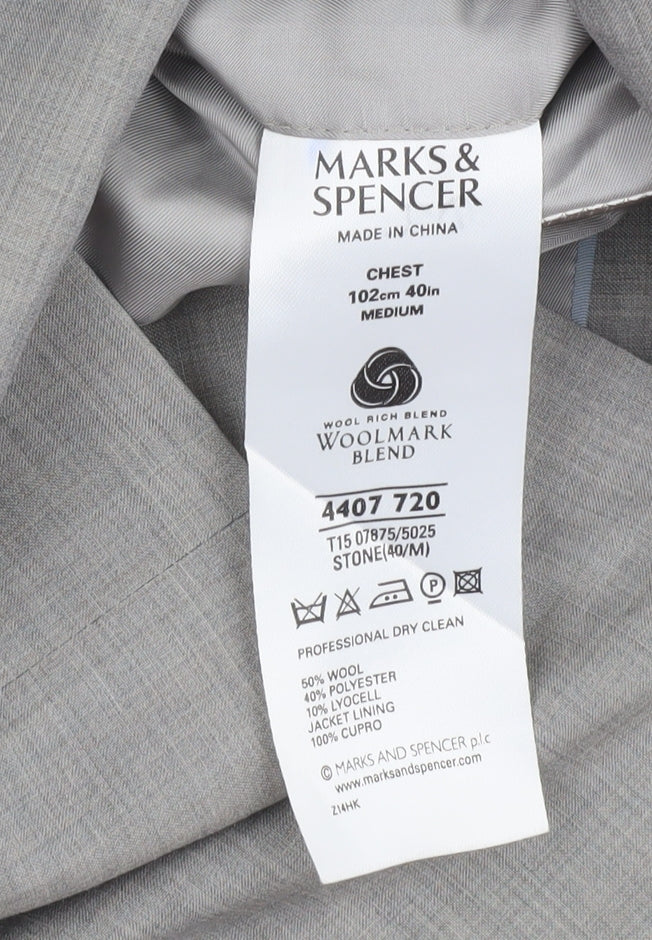 MARKS &
SPENCER
MADE IN CHINA
CHEST
102cm 40in
MEDIUM
WOOL RICH BLEND
WOOLMARK
BLEND
4407 720
T15 07875/5025
STONE(40/M)
P
PROFESSIONAL DRY CLEAN
50% WOOL
40% POLYESTER
10% LYOCELL
JACKET LINING
100% CUPRO
© MARKS AND SPENCER p.l.c
www.marksandspencer.com
Z14HK